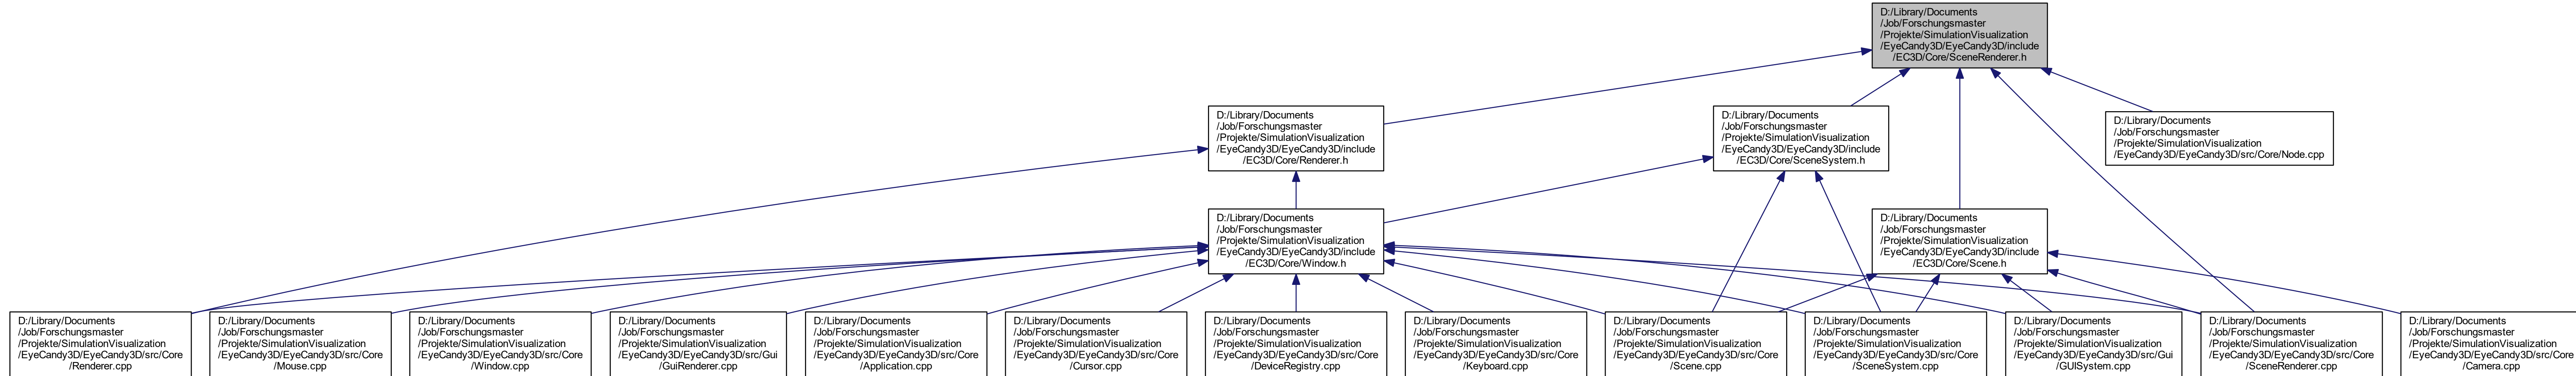 D:/Library/Documents
/Job/Forschungsmaster
/Projekte/SimulationVisualization
/EyeCandy3D/EyeCandy3D/include
/EC3D/Core/SceneRenderer.h
D:/Library/Documents
/Job/Forschungsmaster
/Projekte/SimulationVisualization
/EyeCandy3D/EyeCandy3D/include
/EC3D/Core/Renderer.h
D:/Library/Documents
/Job/Forschungsmaster
/Projekte/SimulationVisualization
/EyeCandy3D/EyeCandy3D/include
/EC3D/Core/SceneSystem.h
D:/Library/Documents
/Job/Forschungsmaster
/Projekte/SimulationVisualization
/EyeCandy3D/EyeCandy3D/src/Core/Node.cpp
D:/Library/Documents
/Job/Forschungsmaster
/Projekte/SimulationVisualization
/EyeCandy3D/EyeCandy3D/include
/EC3D/Core/Window.h
D:/Library/Documents
/Job/Forschungsmaster
/Projekte/SimulationVisualization
/EyeCandy3D/EyeCandy3D/include
/EC3D/Core/Scene.h
D:/Library/Documents
/Job/Forschungsmaster
/Projekte/SimulationVisualization
/EyeCandy3D/EyeCandy3D/src/Core
/Renderer.cpp
D:/Library/Documents
/Job/Forschungsmaster
/Projekte/SimulationVisualization
/EyeCandy3D/EyeCandy3D/src/Core
/Mouse.cpp
D:/Library/Documents
/Job/Forschungsmaster
/Projekte/SimulationVisualization
/EyeCandy3D/EyeCandy3D/src/Core
/Window.cpp
D:/Library/Documents
/Job/Forschungsmaster
/Projekte/SimulationVisualization
/EyeCandy3D/EyeCandy3D/src/Gui
/GuiRenderer.cpp
D:/Library/Documents
/Job/Forschungsmaster
/Projekte/SimulationVisualization
/EyeCandy3D/EyeCandy3D/src/Core
/Application.cpp
D:/Library/Documents
/Job/Forschungsmaster
/Projekte/SimulationVisualization
/EyeCandy3D/EyeCandy3D/src/Core
/Cursor.cpp
D:/Library/Documents
/Job/Forschungsmaster
/Projekte/SimulationVisualization
/EyeCandy3D/EyeCandy3D/src/Core
/DeviceRegistry.cpp
D:/Library/Documents
/Job/Forschungsmaster
/Projekte/SimulationVisualization
/EyeCandy3D/EyeCandy3D/src/Core
/Keyboard.cpp
D:/Library/Documents
/Job/Forschungsmaster
/Projekte/SimulationVisualization
/EyeCandy3D/EyeCandy3D/src/Core
/Scene.cpp
D:/Library/Documents
/Job/Forschungsmaster
/Projekte/SimulationVisualization
/EyeCandy3D/EyeCandy3D/src/Core
/SceneSystem.cpp
D:/Library/Documents
/Job/Forschungsmaster
/Projekte/SimulationVisualization
/EyeCandy3D/EyeCandy3D/src/Gui
/GUISystem.cpp
D:/Library/Documents
/Job/Forschungsmaster
/Projekte/SimulationVisualization
/EyeCandy3D/EyeCandy3D/src/Core
/SceneRenderer.cpp
D:/Library/Documents
/Job/Forschungsmaster
/Projekte/SimulationVisualization
/EyeCandy3D/EyeCandy3D/src/Core
/Camera.cpp